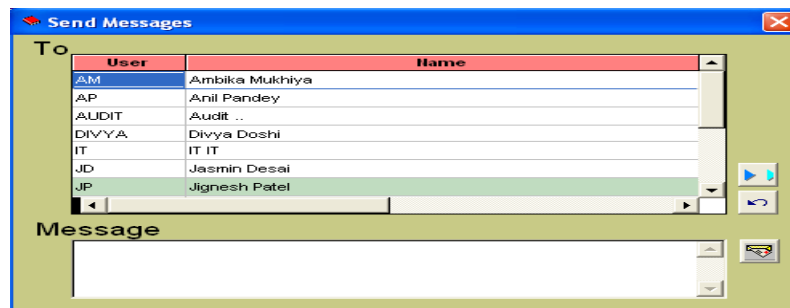 Send Messages
To
User Name
AM Ambika Mukhiya
AP Anil Pandey
AUDIT Audit ..
DIVYA Divya Doshi
IT IT IT
JD Jasmin Desai
JP Jignesh Patel
Message